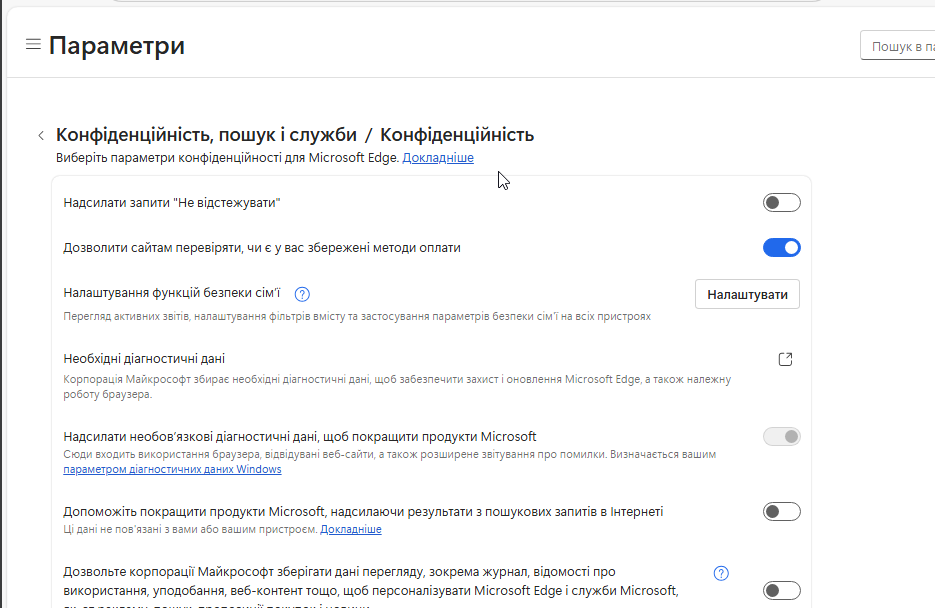 Параметри
Пошук в па
Конфіденційність, пошук і служби / Конфіденційність
Виберіть параметри конфіденційності для Microsoft Edge. Докладніше
Надсилати запити "Не відстежувати"
Дозволити сайтам перевіряти, чи є у вас збережені методи оплати
Налаштування функцій безпеки сім'ї
Налаштувати
Перегляд активних звітів, налаштування фільтрів вмісту та застосування параметрів безпеки сім'ї на всіх пристроях
Необхідні діагностичні дані
Корпорація Майкрософт збирає необхідні діагностичні дані, щоб забезпечити захист і оновлення Microsoft Edge, а також належну
роботу браузера.
Надсилати необов'язкові діагностичні дані, щоб покращити продукти Microsoft
Сюди входить використання браузера, відвідувані веб-сайти, а також розширене звітування про помилки. Визначається вашим
параметром діагностичних даних Windows
Допоможіть покращити продукти Microsoft, надсилаючи результати з пошукових запитів в Інтернеті
Ці дані не пов'язані з вами або вашим пристроєм. Докладніше
Дозвольте корпорації Майкрософт зберігати дані перегляду, зокрема журнал, відомості про
використання, уподобання, веб-контент тощо, щоб персоналізувати Microsoft Edge і служби Microsoft,